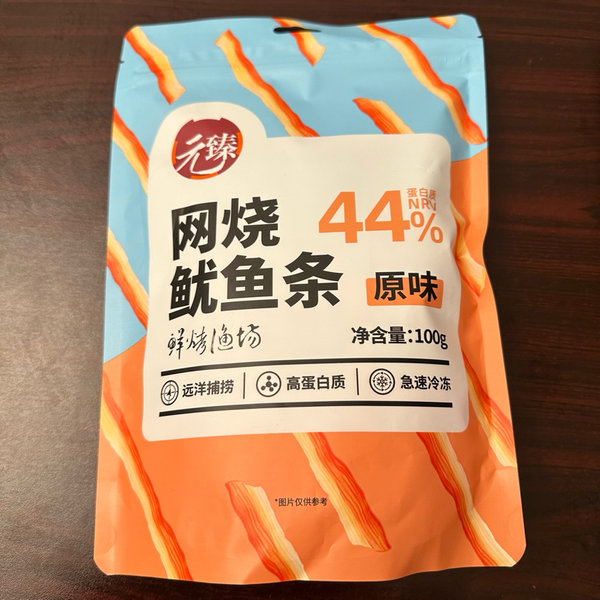 元臻
网烧
鱿鱼条
44%
蛋白质
NRV
原味
鲜烤渔场
净含量:100g
远洋捕捞
高蛋白质
急速冷冻
*图片仅供参考